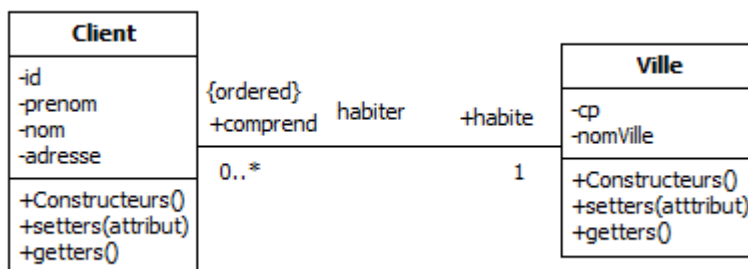 Client
-id
-prenom
-nom
-adresse
+Constructeurs()
+setters(attribut)
+getters()
{ordered}
+comprend
habiter
+habite
0..*
1
Ville
-cp
-nomVille
+Constructeurs()
+setters(atttribut)
+getters()